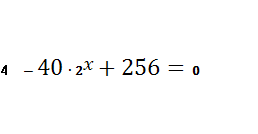 4 – 40 · 2ˣ + 256 = 0